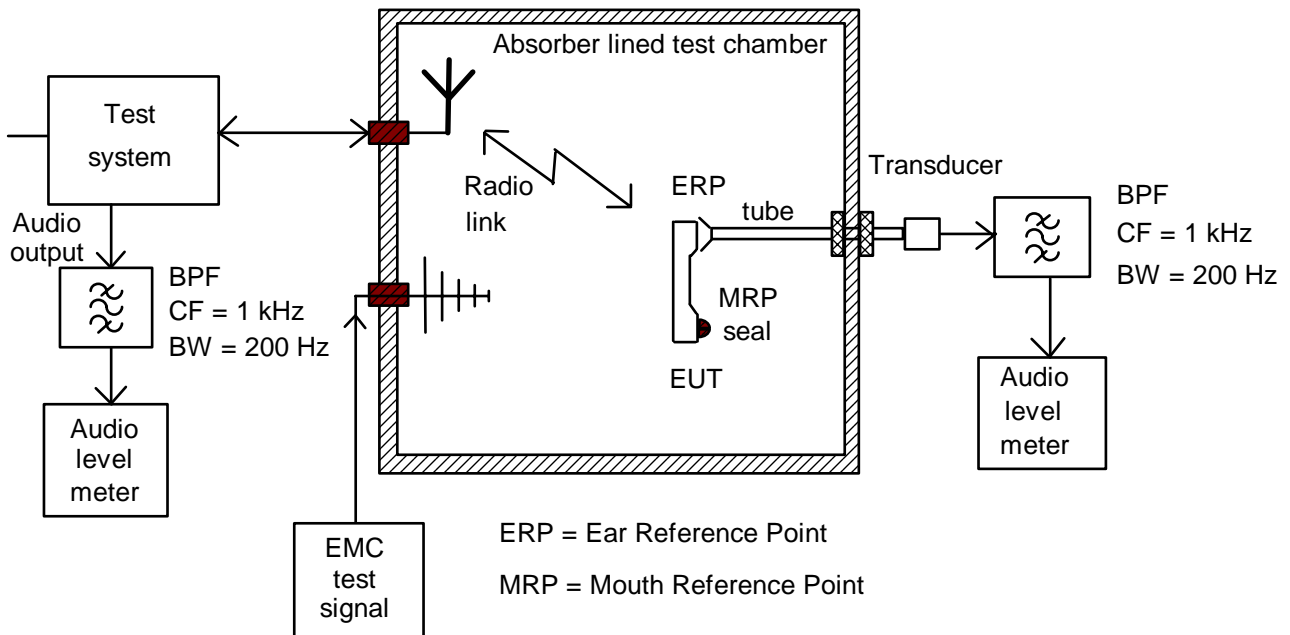 Absorber lined test chamber
Test
system
Radio
link
ERP
tube
Transducer
BPF
CF = 1 kHz
BW = 200 Hz
Audio
output
BPF
CF = 1 kHz
BW = 200 Hz
MRP
seal
EUT
Audio
level
meter
Audio
level
meter
EMC
test
signal
ERP = Ear Reference Point
MRP = Mouth Reference Point